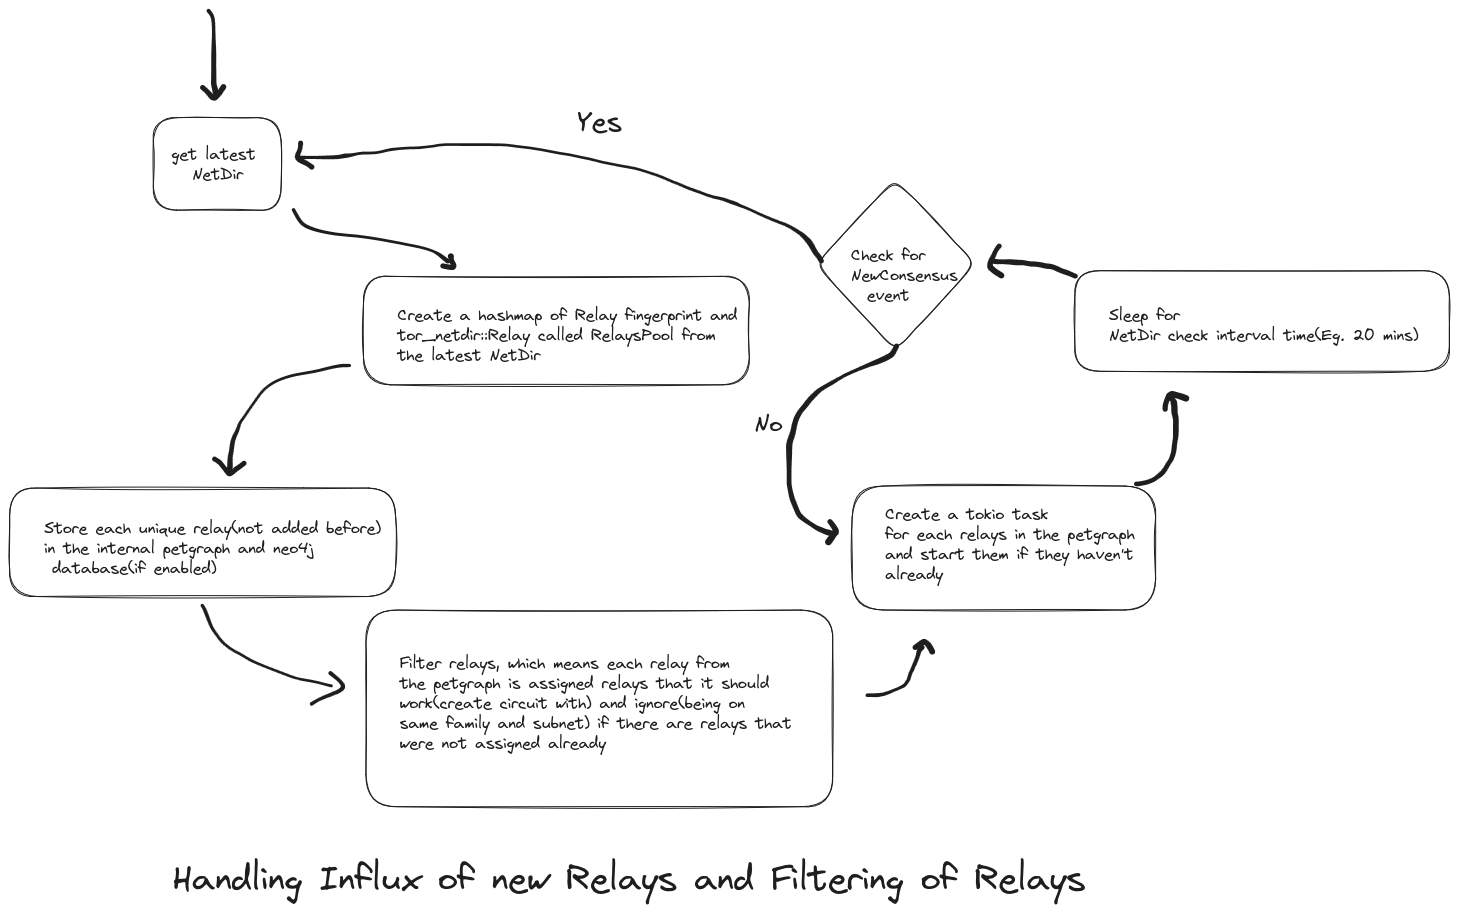 Yes
get latest
NetDir
Create a hashmap of Relay fingerprint and
tor_netdir::Relay called RelaysPool from
the latest NetDir
Check for
NewConsensus
event
Sleep for
NetDir check interval time(Eg. 20 mins)
No
Store each unique relay(not added before)
in the internal petgraph and neo4j
database(if enabled)
Create a tokio task
for each relays in the petgraph
and start them if they haven't
already
Filter relays, which means each relay from
the petgraph is assigned relays that it should
work(create circuit with) and ignore(being on
same family and subnet) if there are relays that
were not assigned already
Handling Influx of new Relays and Filtering of Relays